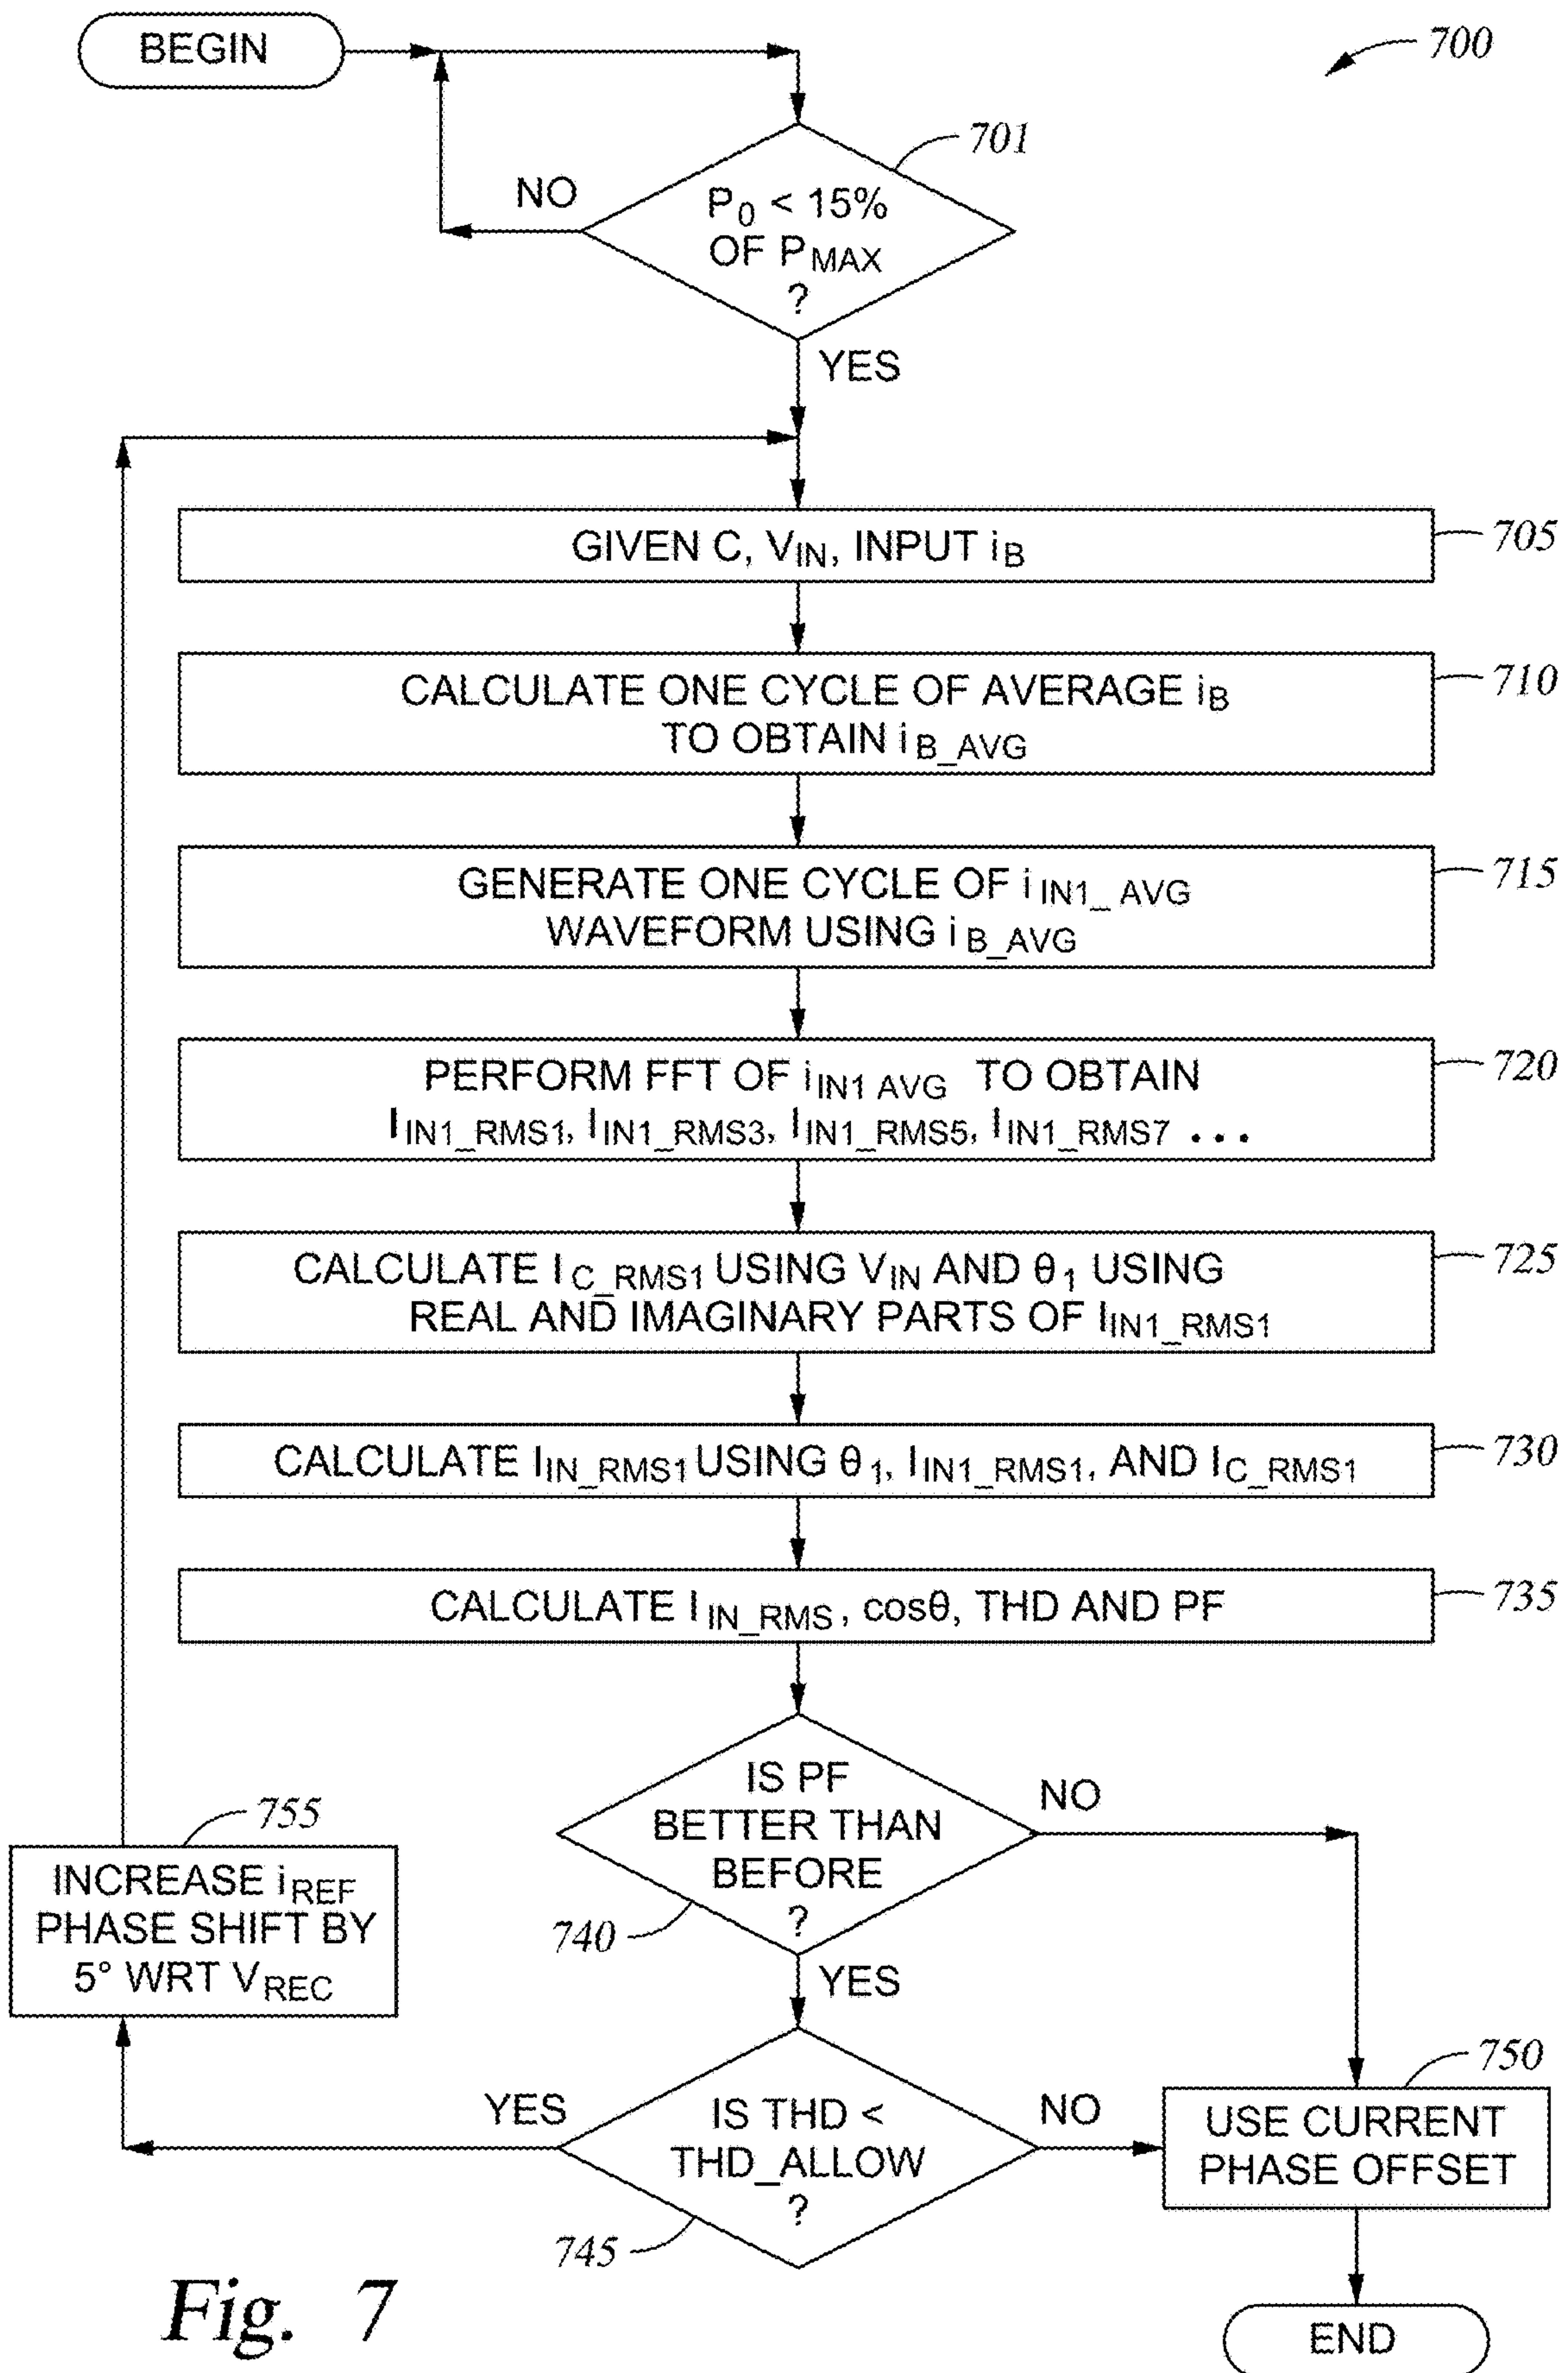 BEGIN
700
701
NO
P0 < 15%
OF PMAX
?
YES
GIVEN C, VIN, INPUT iB
705
CALCULATE ONE CYCLE OF AVERAGE iB
TO OBTAIN iB_AVG
710
GENERATE ONE CYCLE OF iIN1_AVG
WAVEFORM USING iB_AVG
715
PERFORM FFT OF iIN1 AVG TO OBTAIN
IIN1_RMS1, IIN1_RMS3, IIN1_RMS5, IIN1_RMS7 ...
720
CALCULATE IC_RMS1 USING VIN AND θ1 USING
REAL AND IMAGINARY PARTS OF IIN1_RMS1
725
CALCULATE IIN_RMS1 USING θ1, IIN1_RMS1, AND IC_RMS1
730
CALCULATE IIN_RMS, cosθ, THD AND PF
735
IS PF
BETTER THAN
BEFORE
?
740
NO
YES
755
INCREASE iREF
PHASE SHIFT BY
5° WRT VREC
YES
IS THD <
THD_ALLOW
?
745
NO
750
USE CURRENT
PHASE OFFSET
END
Fig. 7